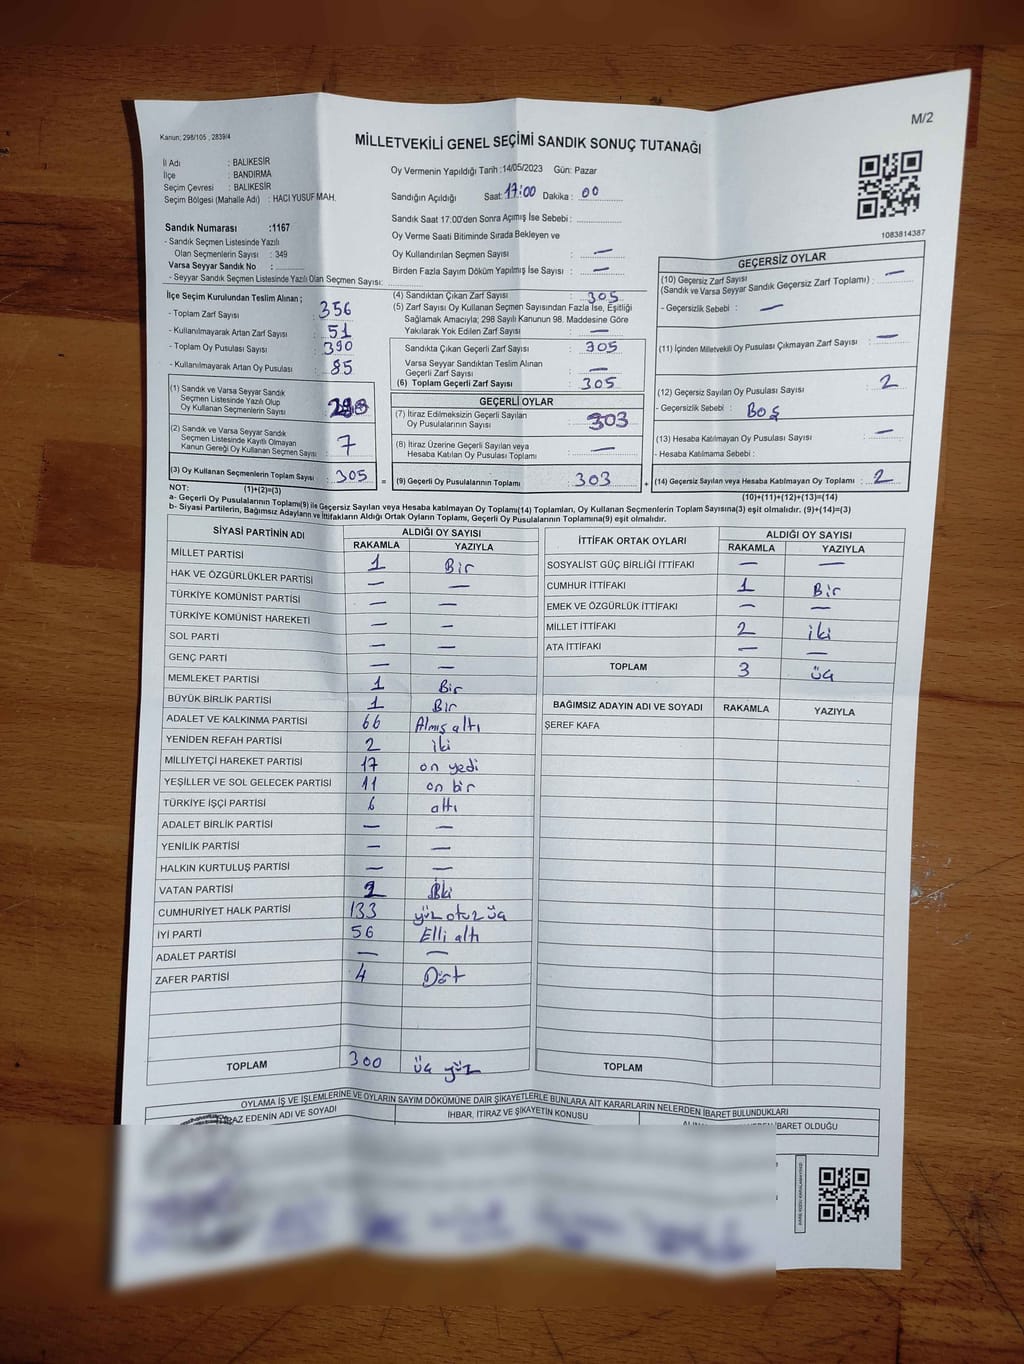 M/2
Kanun; 298/105 , 2839/4
MİLLETVEKİLİ GENEL SEÇİMİ SANDIK SONUÇ TUTANAĞI
İl Adı : BALIKESİR
İlçe : BANDIRMA
Seçim Çevresi : BALIKESİR
Seçim Bölgesi (Mahalle Adı) : HACI YUSUF MAH.
Oy Vermenin Yapıldığı Tarih :14/05/2023 Gün: Pazar
Sandığın Açıldığı Saat: 17:00 Dakika : 00
Sandık Saat 17:00'den Sonra Açımış İse Sebebi :
Oy Verme Saati Bitiminde Sırada Bekleyen ve
Oy Kullandırılan Seçmen Sayısı : —
Birden Fazla Sayım Döküm Yapılmış İse Sayısı : —
1083814387
Sandık Numarası :1167
- Sandık Seçmen Listesinde Yazılı
Olan Seçmenlerin Sayısı : 349
Varsa Seyyar Sandık No :
- Seyyar Sandık Seçmen Listesinde Yazılı Olan Seçmen Sayısı:
İlçe Seçim Kurulundan Teslim Alınan ;
- Toplam Zarf Sayısı : 356
- Kullanılmayarak Artan Zarf Sayısı : 51
- Toplam Oy Pusulası Sayısı : 390
- Kullanılmayarak Artan Oy Pusulası : 85
(1) Sandık ve Varsa Seyyar Sandık
Seçmen Listesinde Yazılı Olup
Oy Kullanan Seçmenlerin Sayısı : 298
(2) Sandık ve Varsa Seyyar Sandık
Seçmen Listesinde Kayıtlı Olmayan
Kanun Gereği Oy Kullanan Seçmen Sayısı : 7
(3) Oy Kullanan Seçmenlerin Toplam Sayısı : 305
(4) Sandıktan Çıkan Zarf Sayısı : 305
(5) Zarf Sayısı Oy Kullanan Seçmen Sayısından Fazla İse, Eşitliği
Sağlamak Amacıyla; 298 Sayılı Kanunun 98. Maddesine Göre
Yakılarak Yok Edilen Zarf Sayısı : —
Sandıkta Çıkan Geçerli Zarf Sayısı : 305
Varsa Seyyar Sandıktan Teslim Alınan
Geçerli Zarf Sayısı : —
(6) Toplam Geçerli Zarf Sayısı : 305
GEÇERLİ OYLAR
(7) İtiraz Edilmeksizin Geçerli Sayılan
Oy Pusulalarının Sayısı : 303
(8) İtiraz Üzerine Geçerli Sayılan veya
Hesaba Katılan Oy Pusulası Toplamı : —
= (9) Geçerli Oy Pusulalarının Toplamı : 303
GEÇERSİZ OYLAR
(10) Geçersiz Zarf Sayısı
(Sandık ve Varsa Seyyar Sandık Geçersiz Zarf Toplamı) : —
- Geçersizlik Sebebi : —
(11) İçinden Milletvekili Oy Pusulası Çıkmayan Zarf Sayısı : —
(12) Geçersiz Sayılan Oy Pusulası Sayısı : 2
- Geçersizlik Sebebi : Boş
(13) Hesaba Katılmayan Oy Pusulası Sayısı : —
- Hesaba Katılmama Sebebi :
+ (14) Geçersiz Sayılan veya Hesaba Katılmayan Oy Toplamı : 2
NOT: (1)+(2)=(3)
(10)+(11)+(12)+(13)=(14)
a- Geçerli Oy Pusulalarının Toplamı(9) ile Geçersiz Sayılan veya Hesaba katılmayan Oy Toplamı(14) Toplamları, Oy Kullanan Seçmenlerin Toplam Sayısına(3) eşit olmalıdır. (9)+(14)=(3)
b- Siyasi Partilerin, Bağımsız Adayların ve İttifakların Aldığı Oyların Toplamı, Geçerli Oy Pusulalarının Toplamına(9) eşit olmalıdır.
SİYASİ PARTİNİN ADI ALDIĞI OY SAYISI
RAKAMLA YAZIYLA
MİLLET PARTİSİ 1 Bir
HAK VE ÖZGÜRLÜKLER PARTİSİ — —
TÜRKİYE KOMÜNİST PARTİSİ — —
TÜRKİYE KOMÜNİST HAREKETİ — —
SOL PARTİ — —
GENÇ PARTİ — —
MEMLEKET PARTİSİ 1 Bir
BÜYÜK BİRLİK PARTİSİ 1 Bir
ADALET VE KALKINMA PARTİSİ 66 Almış altı
YENİDEN REFAH PARTİSİ 2 iki
MİLLİYETÇİ HAREKET PARTİSİ 17 on yedi
YEŞİLLER VE SOL GELECEK PARTİSİ 11 on bir
TÜRKİYE İŞÇİ PARTİSİ 6 altı
ADALET BİRLİK PARTİSİ — —
YENİLİK PARTİSİ — —
HALKIN KURTULUŞ PARTİSİ — —
VATAN PARTİSİ 2 iki
CUMHURİYET HALK PARTİSİ 133 yüz otuz üç
İYİ PARTİ 56 Elli altı
ADALET PARTİSİ — —
ZAFER PARTİSİ 4 Dört
TOPLAM 300 üç yüz
İTTİFAK ORTAK OYLARI ALDIĞI OY SAYISI
RAKAMLA YAZIYLA
SOSYALİST GÜÇ BİRLİĞİ İTTİFAKI — —
CUMHUR İTTİFAKI 1 Bir
EMEK VE ÖZGÜRLÜK İTTİFAKI — —
MİLLET İTTİFAKI 2 iki
ATA İTTİFAKI — —
TOPLAM 3 üç
BAĞIMSIZ ADAYIN ADI VE SOYADI RAKAMLA YAZIYLA
ŞEREF KAFA
TOPLAM
OYLAMA İŞ VE İŞLEMLERİNE VE OYLARIN SAYIM DÖKÜMÜNE DAİR ŞİKAYETLERLE BUNLARA AİT KARARLARIN NELERDEN İBARET BULUNDUKLARI
EDENİN ADI VE SOYADI İHBAR, İTİRAZ VE ŞİKAYETİN KONUSU İBARET OLDUĞU